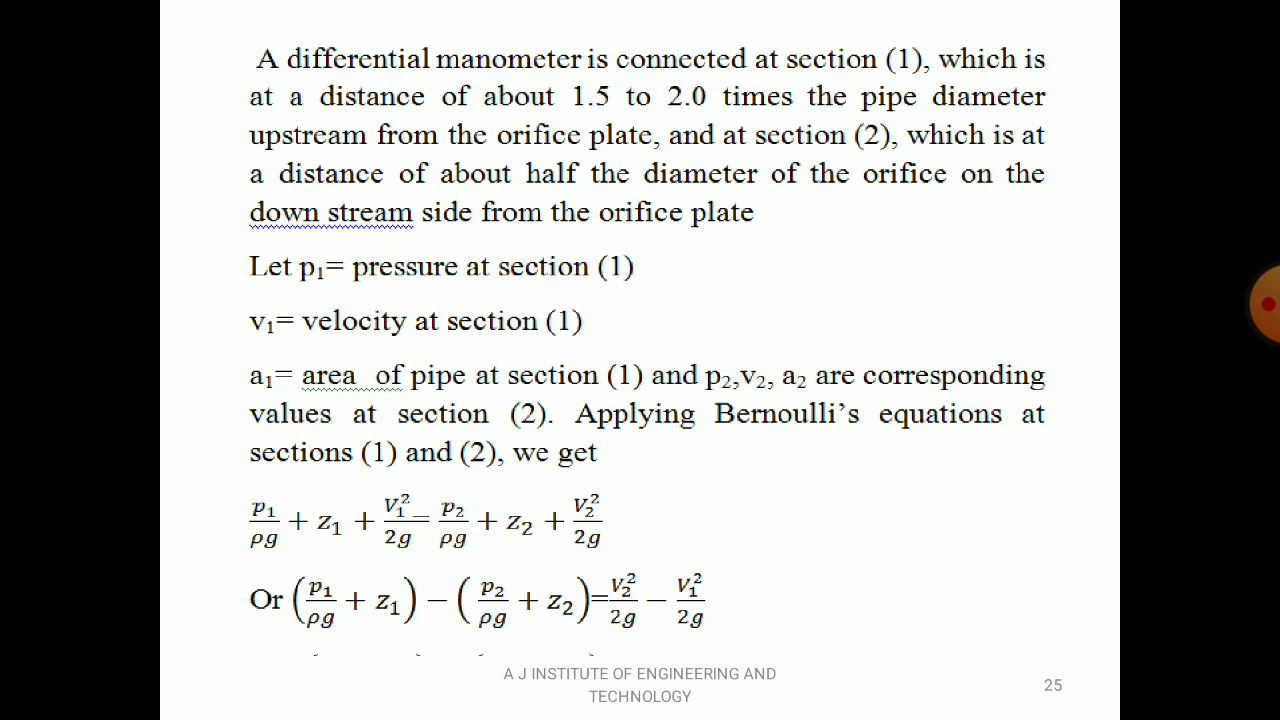 A differential manometer is connected at section (1), which is
at a distance of about 1.5 to 2.0 times the pipe diameter
upstream from the orifice plate, and at section (2), which is at
a distance of about half the diameter of the orifice on the
down stream side from the orifice plate
Let p₁= pressure at section (1)
v₁= velocity at section (1)
a₁= area of pipe at section (1) and p₂,v₂, a₂ are corresponding
values at section (2). Applying Bernoulli’s equations at
sections (1) and (2), we get
p₁/ρg + z₁ + V₁²/2g = p₂/ρg + z₂ + V₂²/2g
Or (p₁/ρg + z₁) − (p₂/ρg + z₂)=V₂²/2g − V₁²/2g
A J INSTITUTE OF ENGINEERING AND
TECHNOLOGY
25